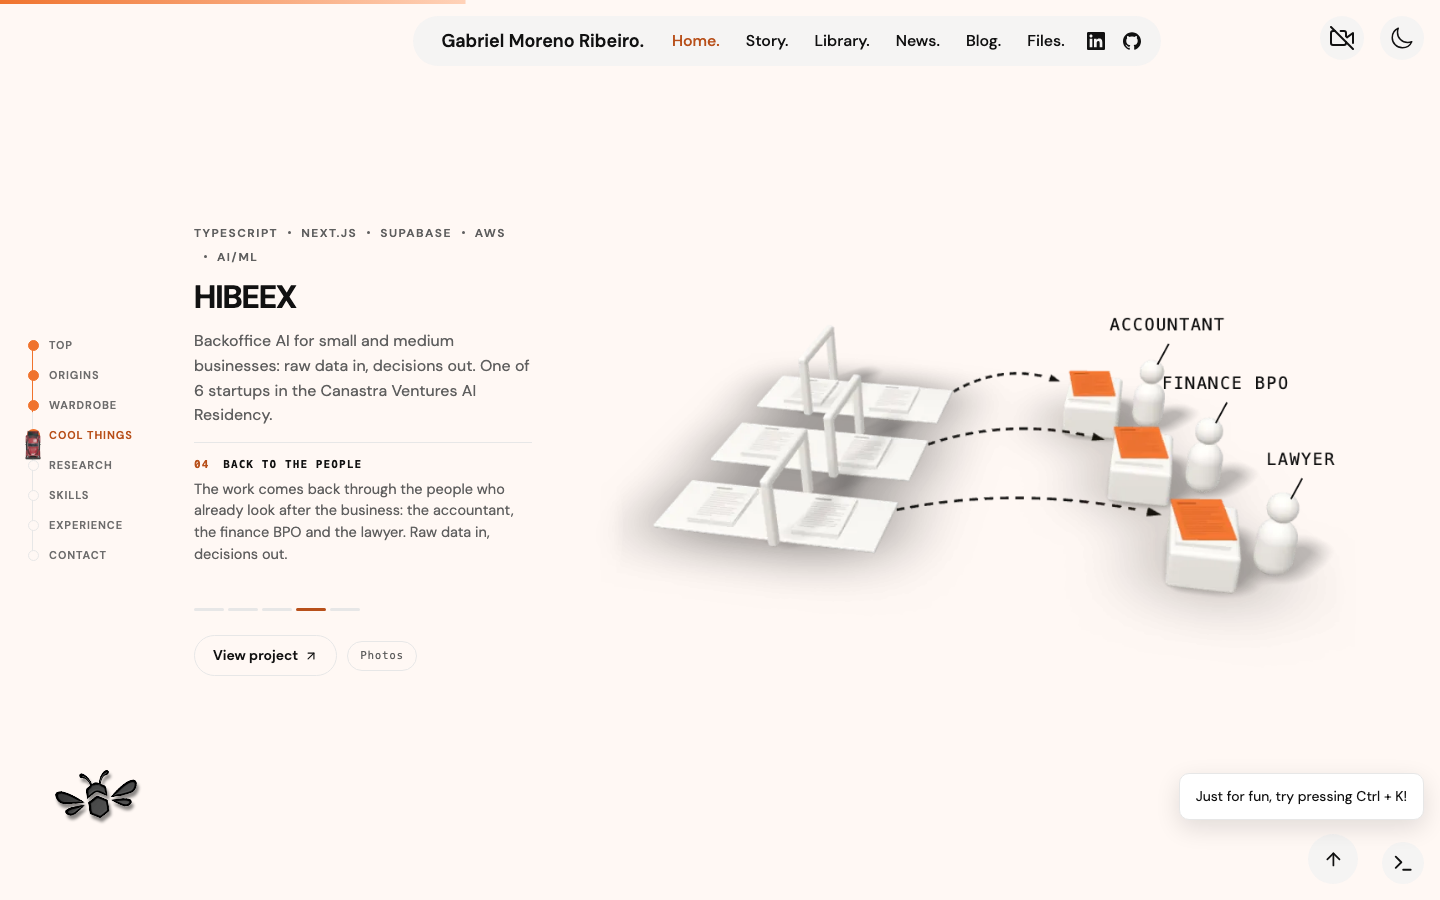 Gabriel Moreno Ribeiro.
Home.
Story.
Library.
News.
Blog.
Files.
TYPESCRIPT • NEXT.JS • SUPABASE • AWS
• AI/ML
HIBEEX
Backoffice AI for small and medium
businesses: raw data in, decisions out. One of
6 startups in the Canastra Ventures AI
Residency.
04 BACK TO THE PEOPLE
The work comes back through the people who
already look after the business: the accountant,
the finance BPO and the lawyer. Raw data in,
decisions out.
View project
Photos
TOP
ORIGINS
WARDROBE
COOL THINGS
RESEARCH
SKILLS
EXPERIENCE
CONTACT
ACCOUNTANT
FINANCE BPO
LAWYER
Just for fun, try pressing Ctrl + K!